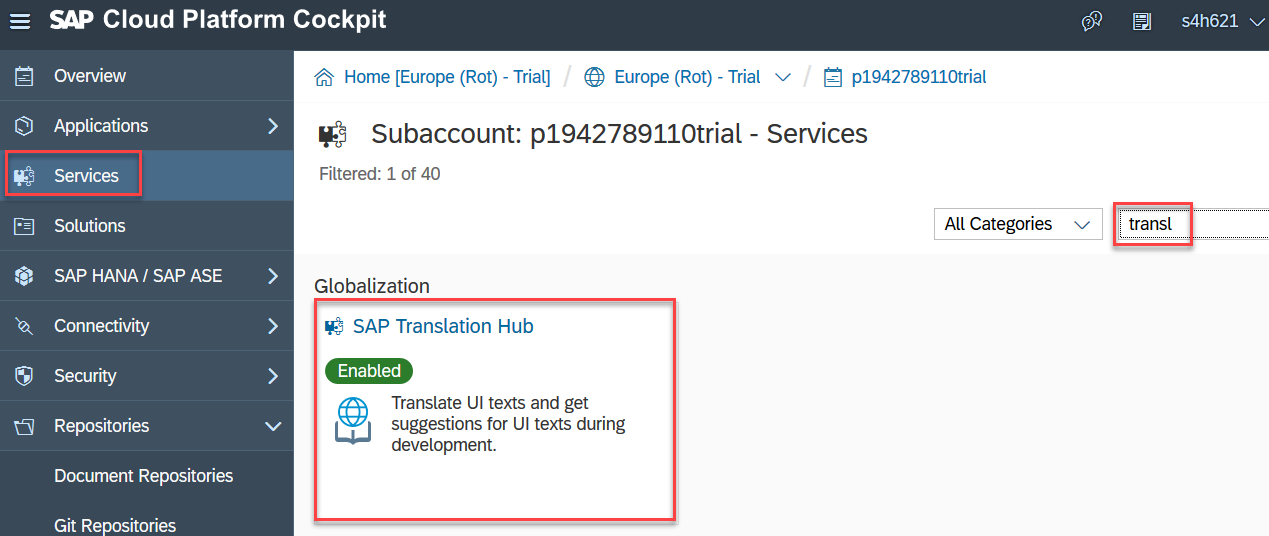 SAP Cloud Platform Cockpit
s4h621
Overview
Applications
Services
Solutions
SAP HANA / SAP ASE
Connectivity
Security
Repositories
Document Repositories
Git Repositories
Home [Europe (Rot) - Trial] / Europe (Rot) - Trial / p1942789110trial
Subaccount: p1942789110trial - Services
Filtered: 1 of 40
All Categories
transl
Globalization
SAP Translation Hub
Enabled
Translate UI texts and get
suggestions for UI texts during
development.